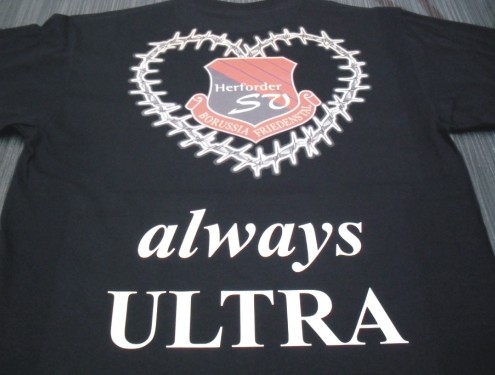 Herforder
SV
BORUSSIA FRIEDENSTAL
always
ULTRA